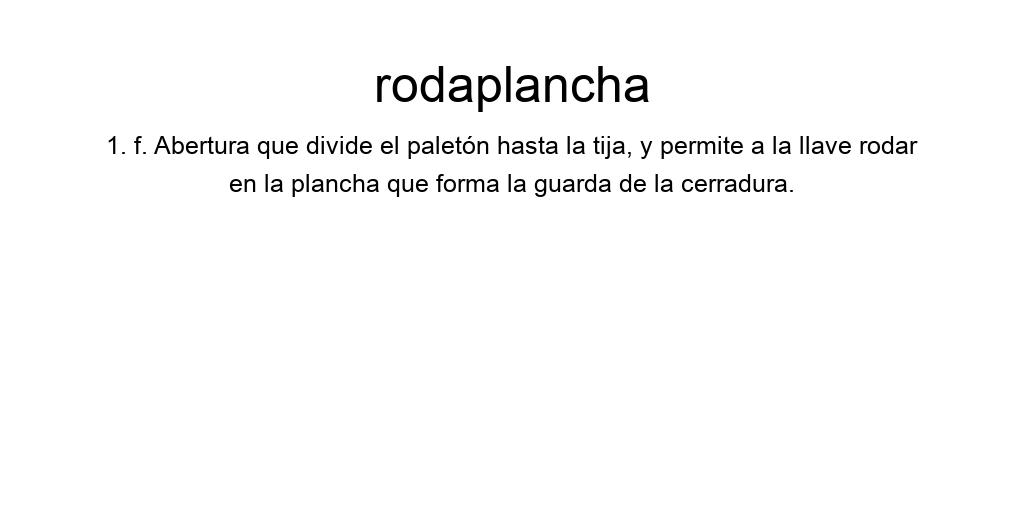 rodaplancha
1. f. Abertura que divide el paletón hasta la tija, y permite a la llave rodar
en la plancha que forma la guarda de la cerradura.